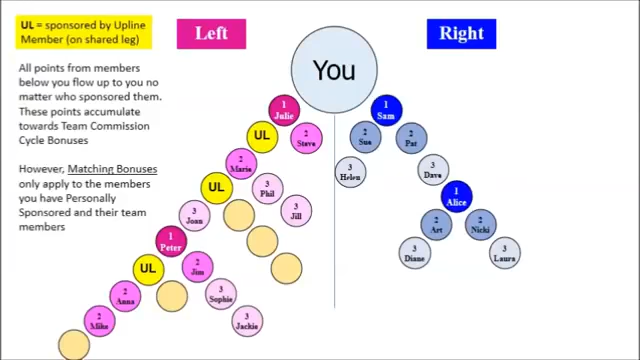 UL = sponsored by Upline
Member (on shared leg)
Left
Right
All points from members
below you flow up to you no
matter who sponsored them.
These points accumulate
towards Team Commission
Cycle Bonuses
However, Matching Bonuses
only apply to the members
you have Personally
Sponsored and their team
members
You
1
Julie
1
Sam
UL
2
Steve
2
Sue
2
Pat
2
Marie
3
Helen
3
Dave
UL
3
Phil
1
Alice
3
Joan
3
Jill
2
Art
2
Nicki
1
Peter
3
Diane
3
Laura
UL
2
Jim
2
Anna
3
Sophie
2
Mike
3
Jackie